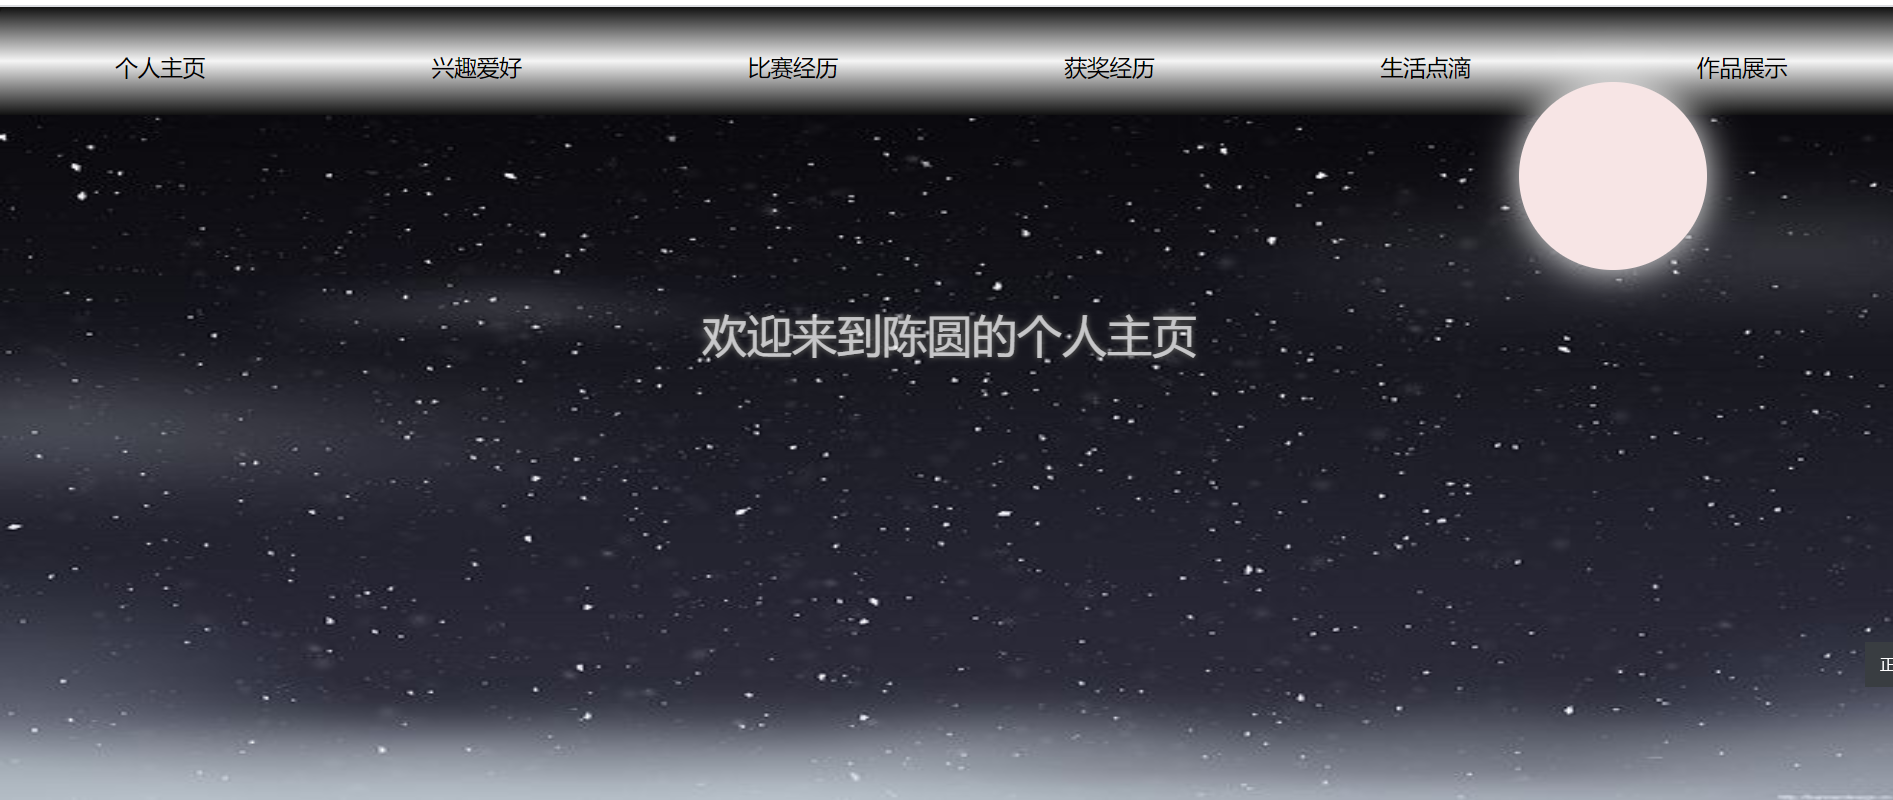 个人主页
兴趣爱好
比赛经历
获奖经历
生活点滴
作品展示
欢迎来到陈圆的个人主页